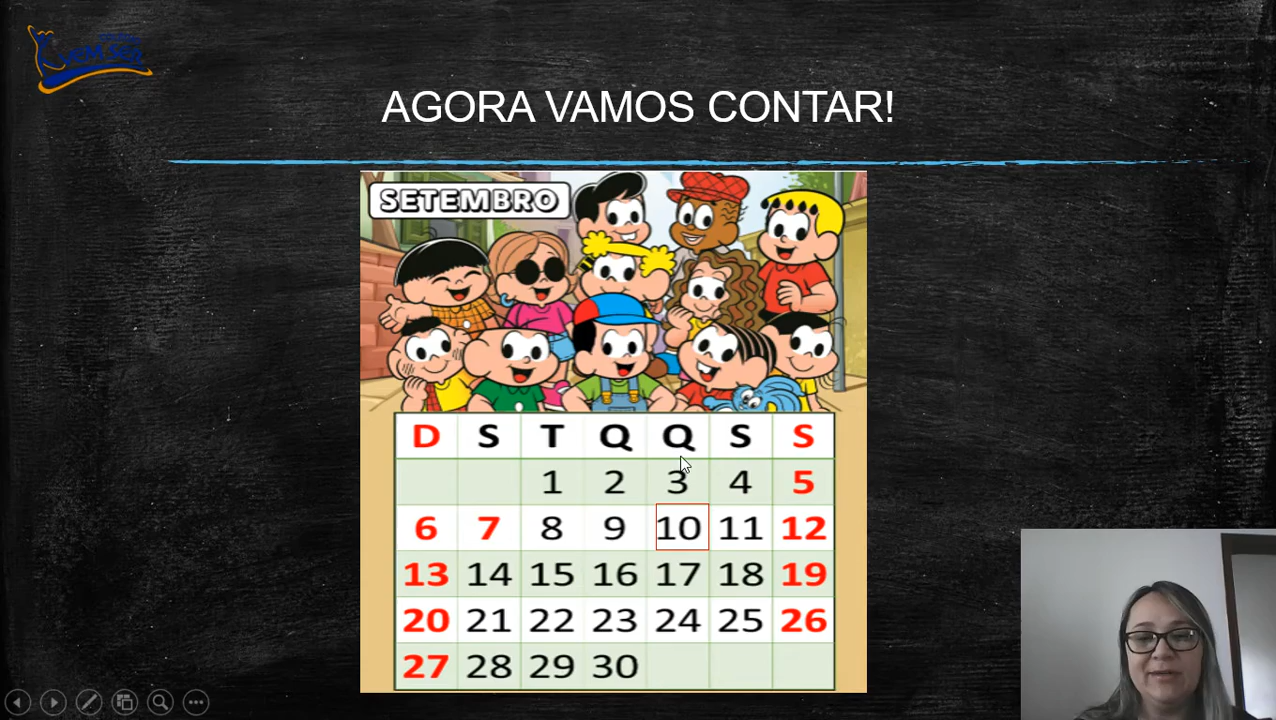 AGORA VAMOS CONTAR!
SETEMBRO
D S T Q Q S S
1 2 3 4 5
6 7 8 9 10 11 12
13 14 15 16 17 18 19
20 21 22 23 24 25 26
27 28 29 30